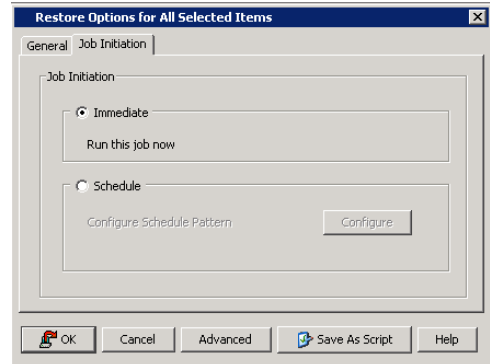 Restore Options for All Selected Items
General Job Initiation
Job Initiation
Immediate
Run this job now
Schedule
Configure Schedule Pattern Configure
OK Cancel Advanced Save As Script Help